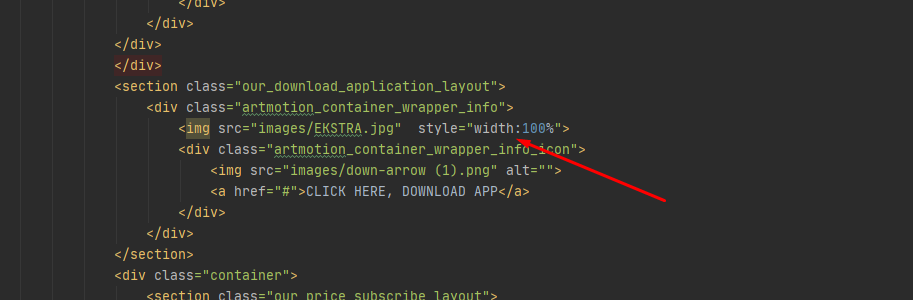 </div>
</div>
</div>
</div>
<section class="our_download_application_layout">
<div class="artmotion_container_wrapper_info">
<img src="images/EKSTRA.jpg"  style="width:100%">
<div class="artmotion_container_wrapper_info_icon">
<img src="images/down-arrow (1).png" alt="">
<a href="#">CLICK HERE, DOWNLOAD APP</a>
</div>
</div>
</section>
<div class="container">
<section class="our_price_subscribe_layout">